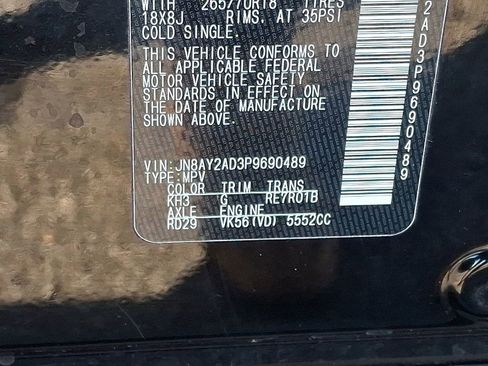 WITH 265/70R18 TIRES
18X8J RIMS. AT 35PSI
COLD SINGLE.
THIS VEHICLE CONFORMS TO
ALL APPLICABLE FEDERAL
MOTOR VEHICLE SAFETY
STANDARDS IN EFFECT ON
THE DATE OF MANUFACTURE
SHOWN ABOVE.
VIN:JN8AY2AD3P9690489
TYPE:MPV
COLOR TRIM TRANS
KH3 G RE7R01B
AXLE ENGINE
RD29 VK56(VD) 5552CC
2AD3P9690489